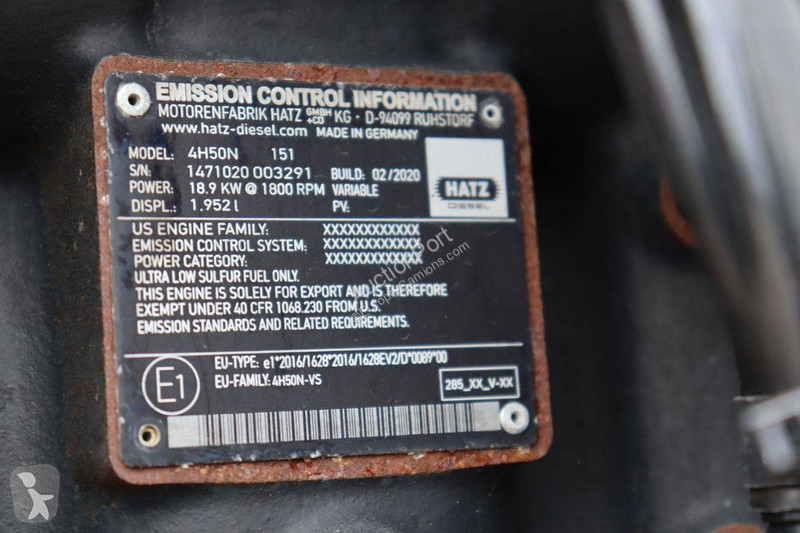 EMISSION CONTROL INFORMATION
MOTORENFABRIK HATZ GMBH +CO KG · D-94099 RUHSTORF
www.hatz-diesel.com MADE IN GERMANY
MODEL: 4H50N 151
S/N: 1471020 003291 BUILD: 02/2020
POWER: 18.9 KW @ 1800 RPM VARIABLE
DISPL.: 1.952 l PV:
HATZ
DIESEL
US ENGINE FAMILY: XXXXXXXXXXXX
EMISSION CONTROL SYSTEM: XXXXXXXXXXXX
POWER CATEGORY: XXXXXXXXXXXX
ULTRA LOW SULFUR FUEL ONLY.
THIS ENGINE IS SOLELY FOR EXPORT AND IS THEREFORE
EXEMPT UNDER 40 CFR 1068.230 FROM U.S.
EMISSION STANDARDS AND RELATED REQUIREMENTS.
E1
EU-TYPE: e1*2016/1628*2016/1628EV2/D*0089*00
EU-FAMILY: 4H50N-VS
285_XX_V-XX